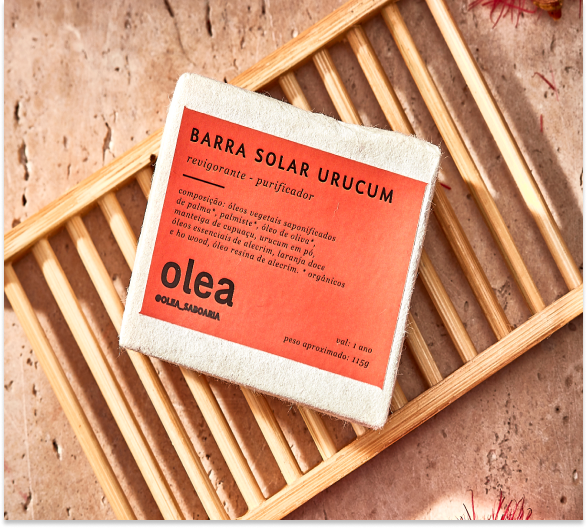 BARRA SOLAR URUCUM
revigorante - purificador
composição: óleos vegetais saponificados
de palma*, palmiste*, óleo de oliva*,
manteiga de cupuaçu, urucum em pó,
óleos essenciais de alecrim, laranja doce
e ho wood, óleo resina de alecrim. * orgânicos
olea
@OLEA_SABOARIA
val: 1 ano
peso aproximado: 115g